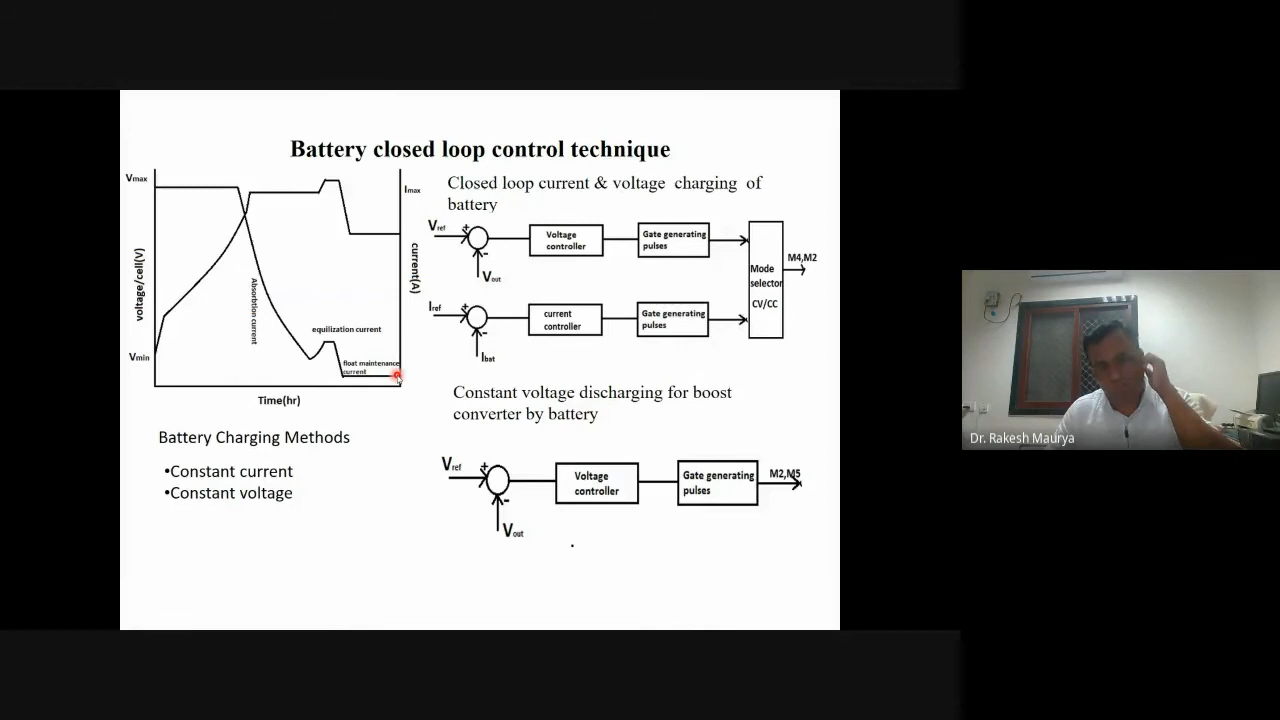 Battery closed loop control technique
Vmax
Imax
voltage/cell(V)
current(A)
Absorbtion current
equilization current
float maintenance
current
Vmin
Time(hr)
Battery Charging Methods
•Constant current
•Constant voltage
Closed loop current & voltage charging of
battery
Vref
+
-
Vout
Voltage
controller
Gate generating
pulses
Iref
+
-
Ibat
current
controller
Gate generating
pulses
Mode
selector
CV/CC
M4,M2
Constant voltage discharging for boost
converter by battery
Vref
+
-
Vout
Voltage
controller
Gate generating
pulses
M2,M5
.
Dr. Rakesh Maurya